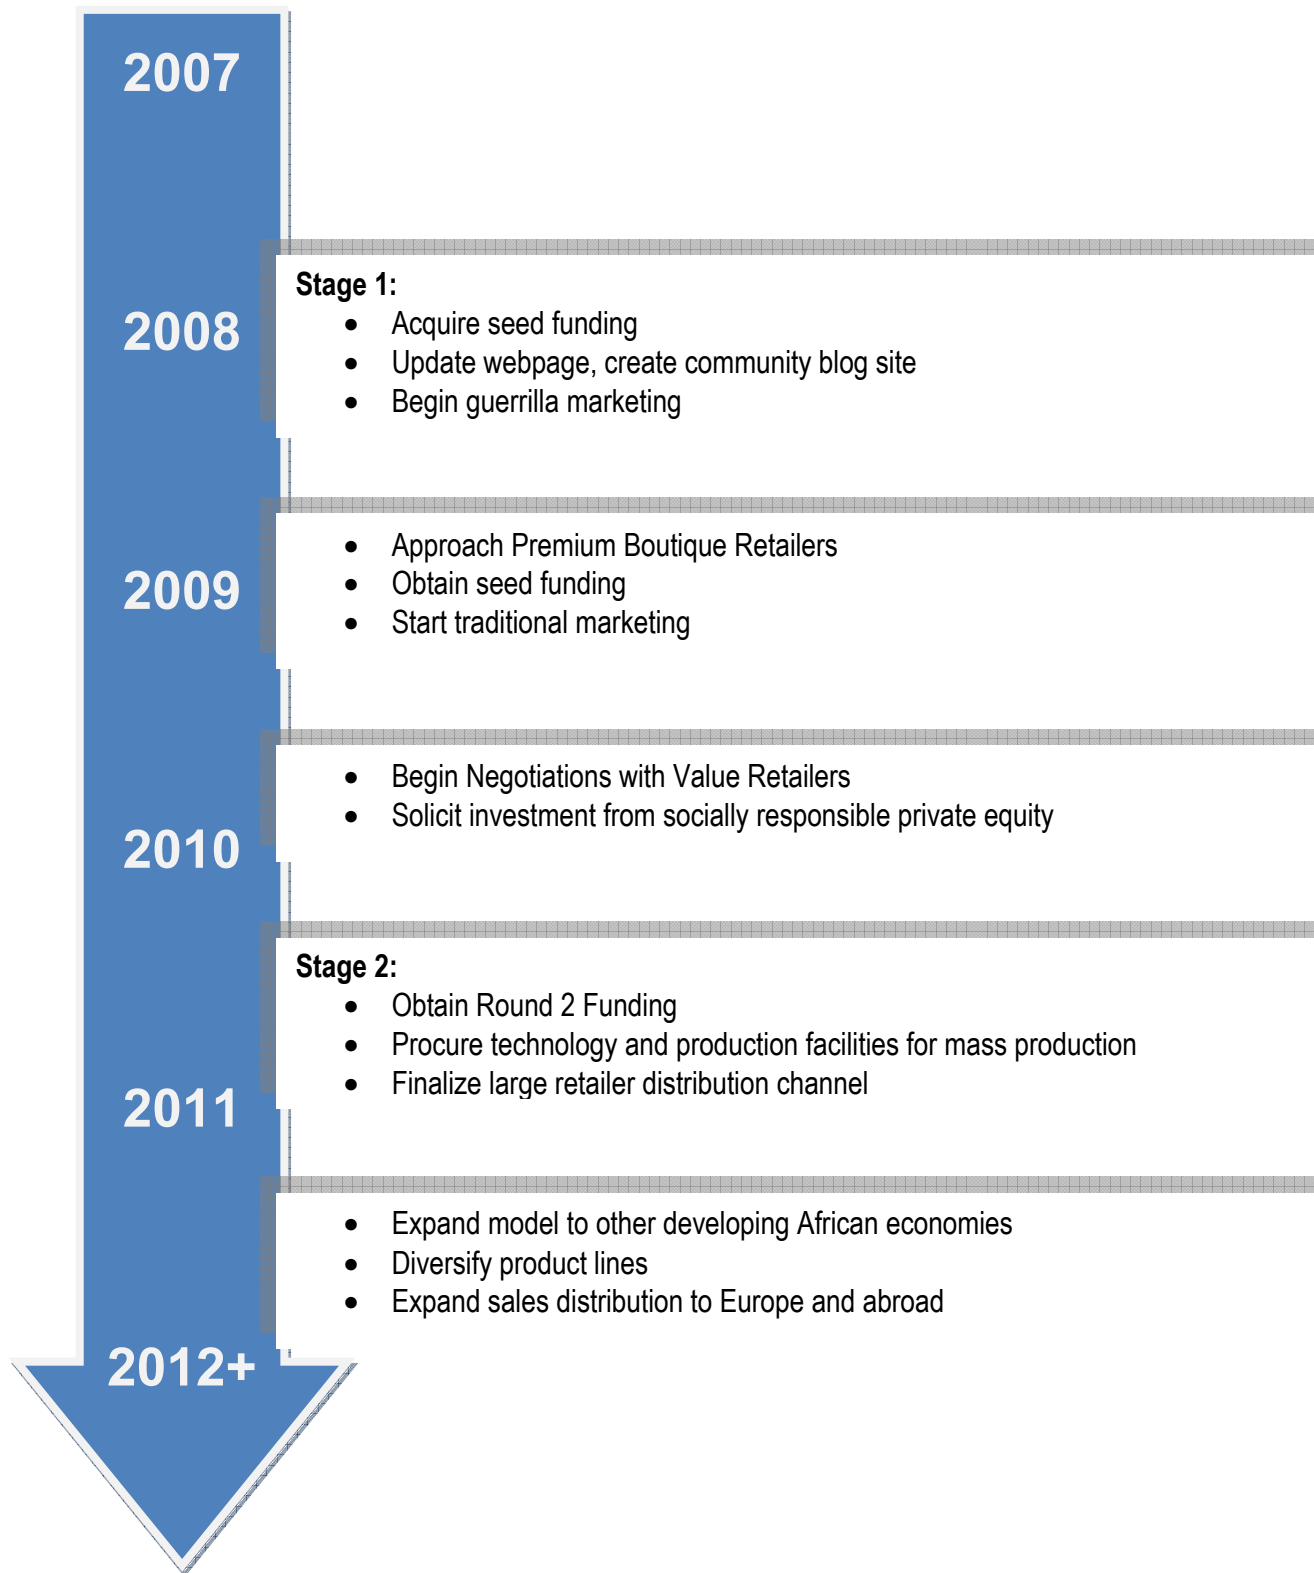 2007
2008
Stage 1:
• Acquire seed funding
• Update webpage, create community blog site
• Begin guerrilla marketing
2009
• Approach Premium Boutique Retailers
• Obtain seed funding
• Start traditional marketing
2010
• Begin Negotiations with Value Retailers
• Solicit investment from socially responsible private equity
2011
Stage 2:
• Obtain Round 2 Funding
• Procure technology and production facilities for mass production
• Finalize large retailer distribution channel
2012+
• Expand model to other developing African economies
• Diversify product lines
• Expand sales distribution to Europe and abroad